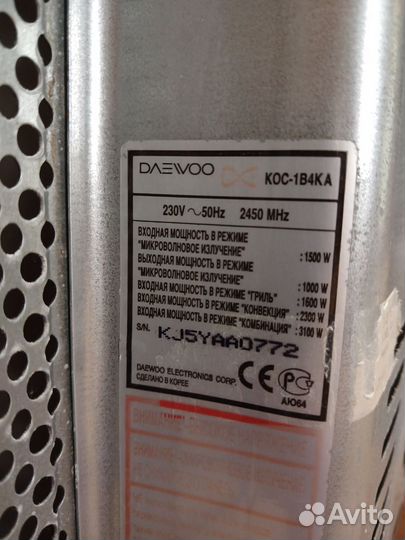 DAEWOO KOC-1B4KA
230V ~ 50Hz 2450 MHz
ВХОДНАЯ МОЩНОСТЬ В РЕЖИМЕ
"МИКРОВОЛНОВОЕ ИЗЛУЧЕНИЕ" : 1500 W
ВЫХОДНАЯ МОЩНОСТЬ В РЕЖИМЕ
"МИКРОВОЛНОВОЕ ИЗЛУЧЕНИЕ" : 1000 W
ВХОДНАЯ МОЩНОСТЬ В РЕЖИМЕ "ГРИЛЬ" : 1600 W
ВХОДНАЯ МОЩНОСТЬ В РЕЖИМЕ "КОНВЕКЦИЯ" : 2300 W
ВХОДНАЯ МОЩНОСТЬ В РЕЖИМЕ "КОМБИНАЦИЯ" : 3100 W
S/N. KJ5YAA0772
DAEWOO ELECTRONICS CORP.
СДЕЛАНО В КОРЕЕ
CE
АЮ64
Avito